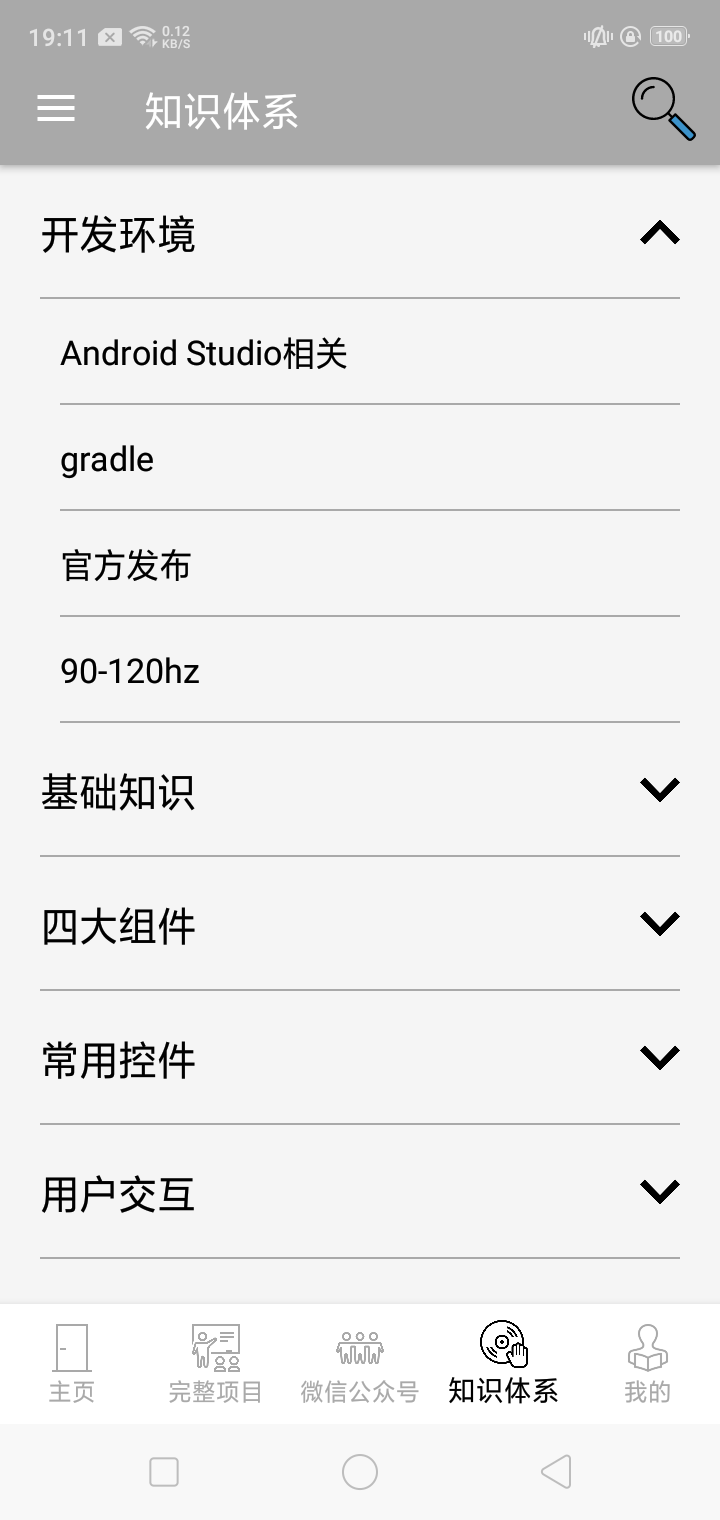 19:11 0.12 KB/S 100
知识体系
开发环境
Android Studio相关
gradle
官方发布
90-120hz
基础知识
四大组件
常用控件
用户交互
主页 完整项目 微信公众号 知识体系 我的